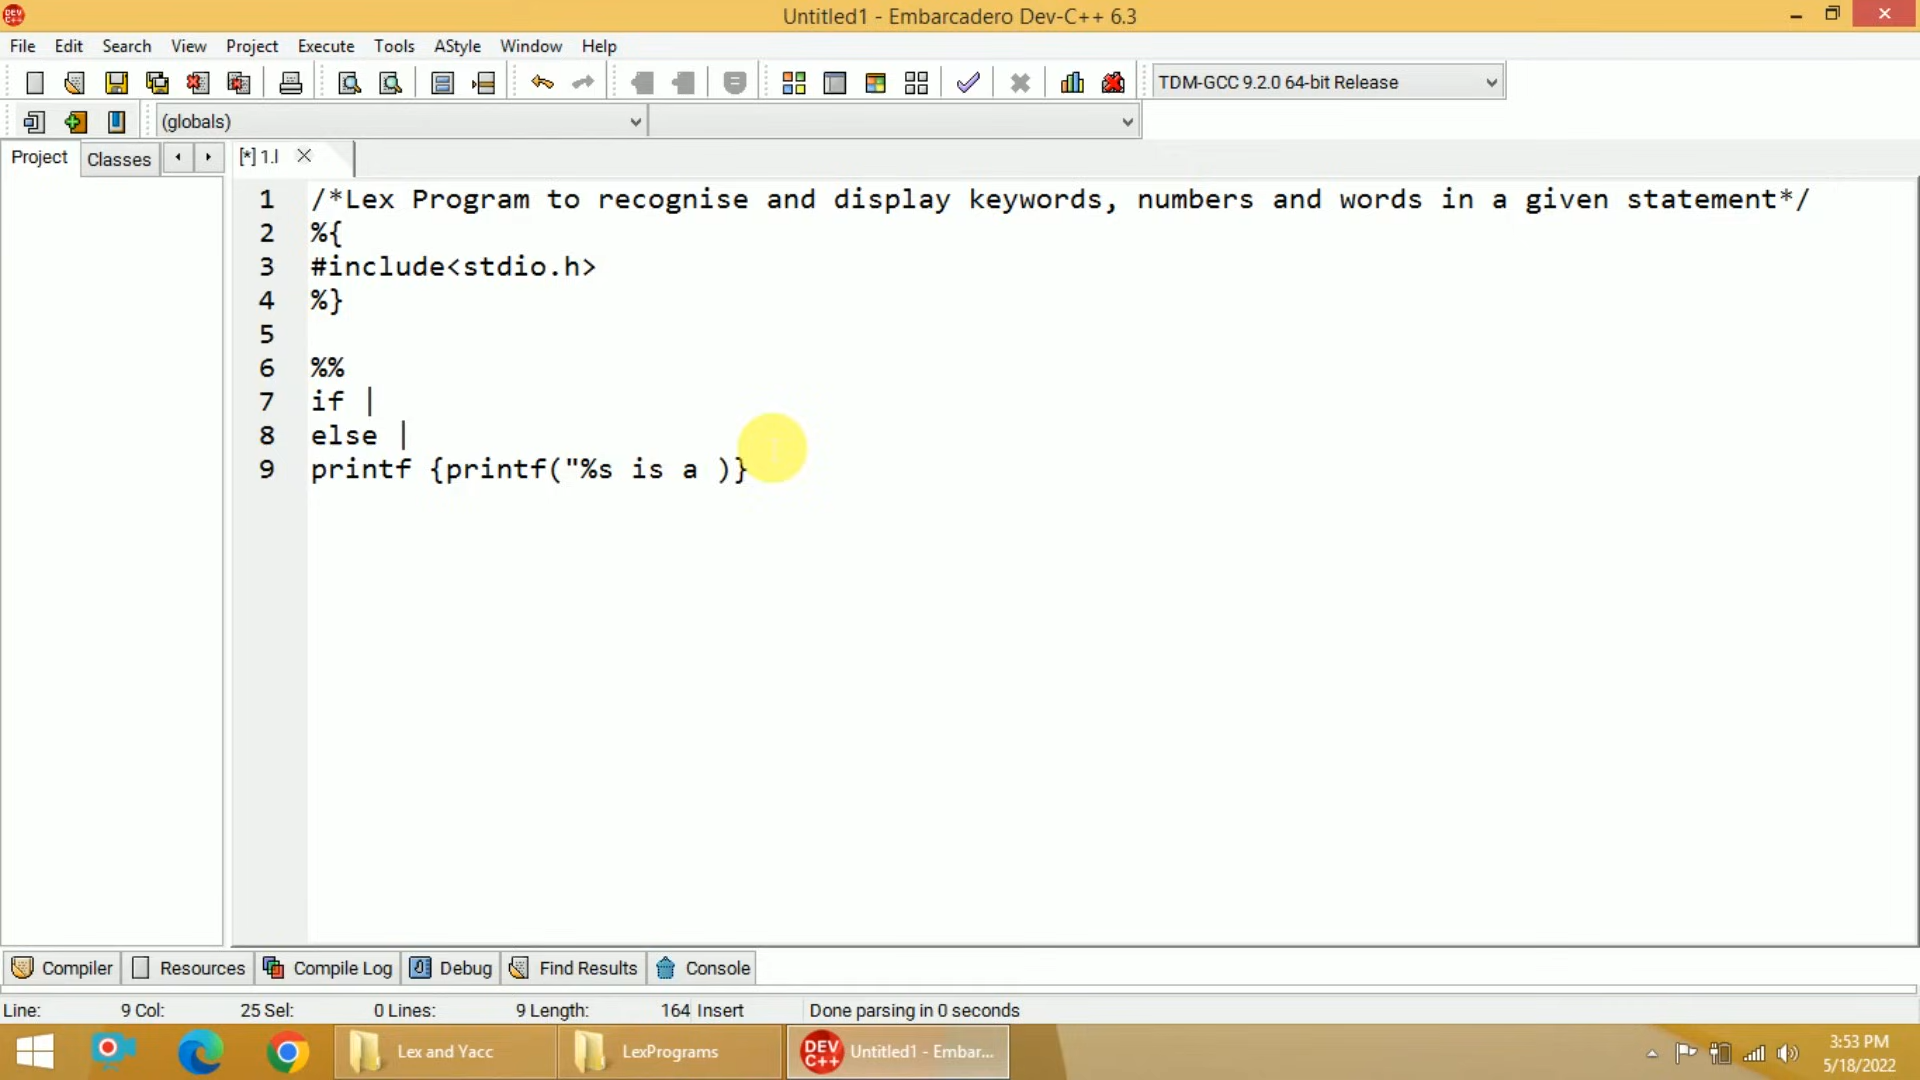 DEV C++
Untitled1 - Embarcadero Dev-C++ 6.3
File Edit Search View Project Execute Tools AStyle Window Help
TDM-GCC 9.2.0 64-bit Release
(globals)
Project Classes [*] 1.l
1 /*Lex Program to recognise and display keywords, numbers and words in a given statement*/
2 %{
3 #include<stdio.h>
4 %}
5
6 %%
7 if |
8 else |
9 printf {printf("%s is a )}
Compiler Resources Compile Log Debug Find Results Console
Line: 9 Col: 25 Sel: 0 Lines: 9 Length: 164 Insert Done parsing in 0 seconds
Lex and Yacc LexPrograms DEV C++ Untitled1 - Embar... 3:53 PM
5/18/2022